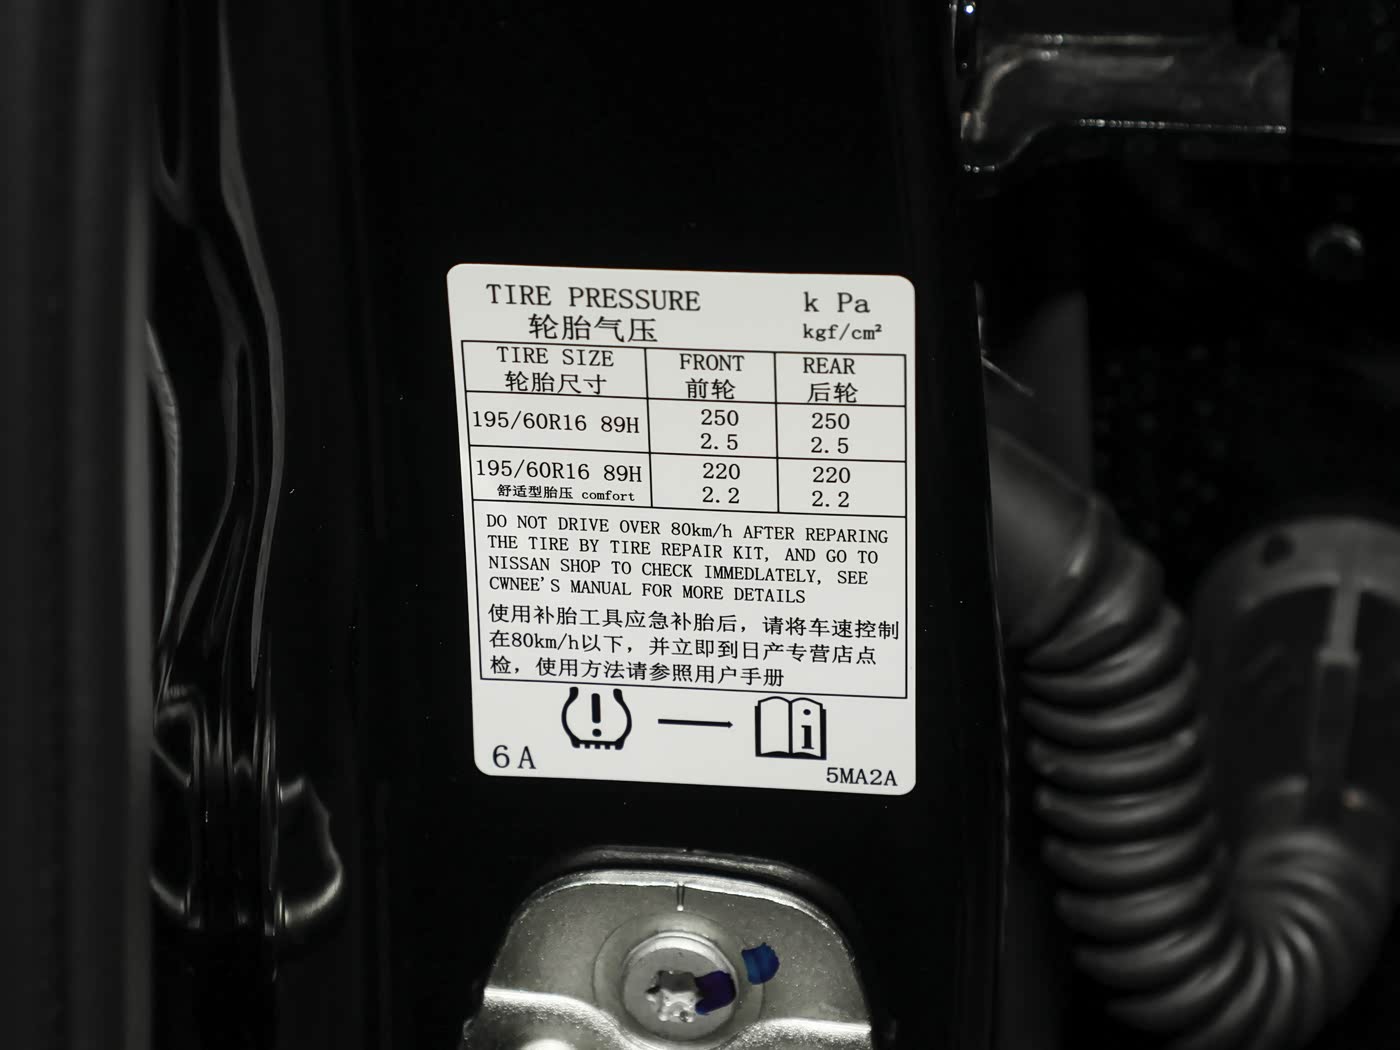 TIRE PRESSURE k Pa
轮胎气压 kgf/cm²
TIRE SIZE FRONT REAR
轮胎尺寸 前轮 后轮
195/60R16 89H 250 250
2.5 2.5
195/60R16 89H 220 220
舒适型胎压 comfort 2.2 2.2
DO NOT DRIVE OVER 80km/h AFTER REPARING
THE TIRE BY TIRE REPAIR KIT, AND GO TO
NISSAN SHOP TO CHECK IMMEDLATELY, SEE
CWNEE'S MANUAL FOR MORE DETAILS
使用补胎工具应急补胎后，请将车速控制
在80km/h以下，并立即到日产专营店点
检，使用方法请参照用户手册
6A 5MA2A